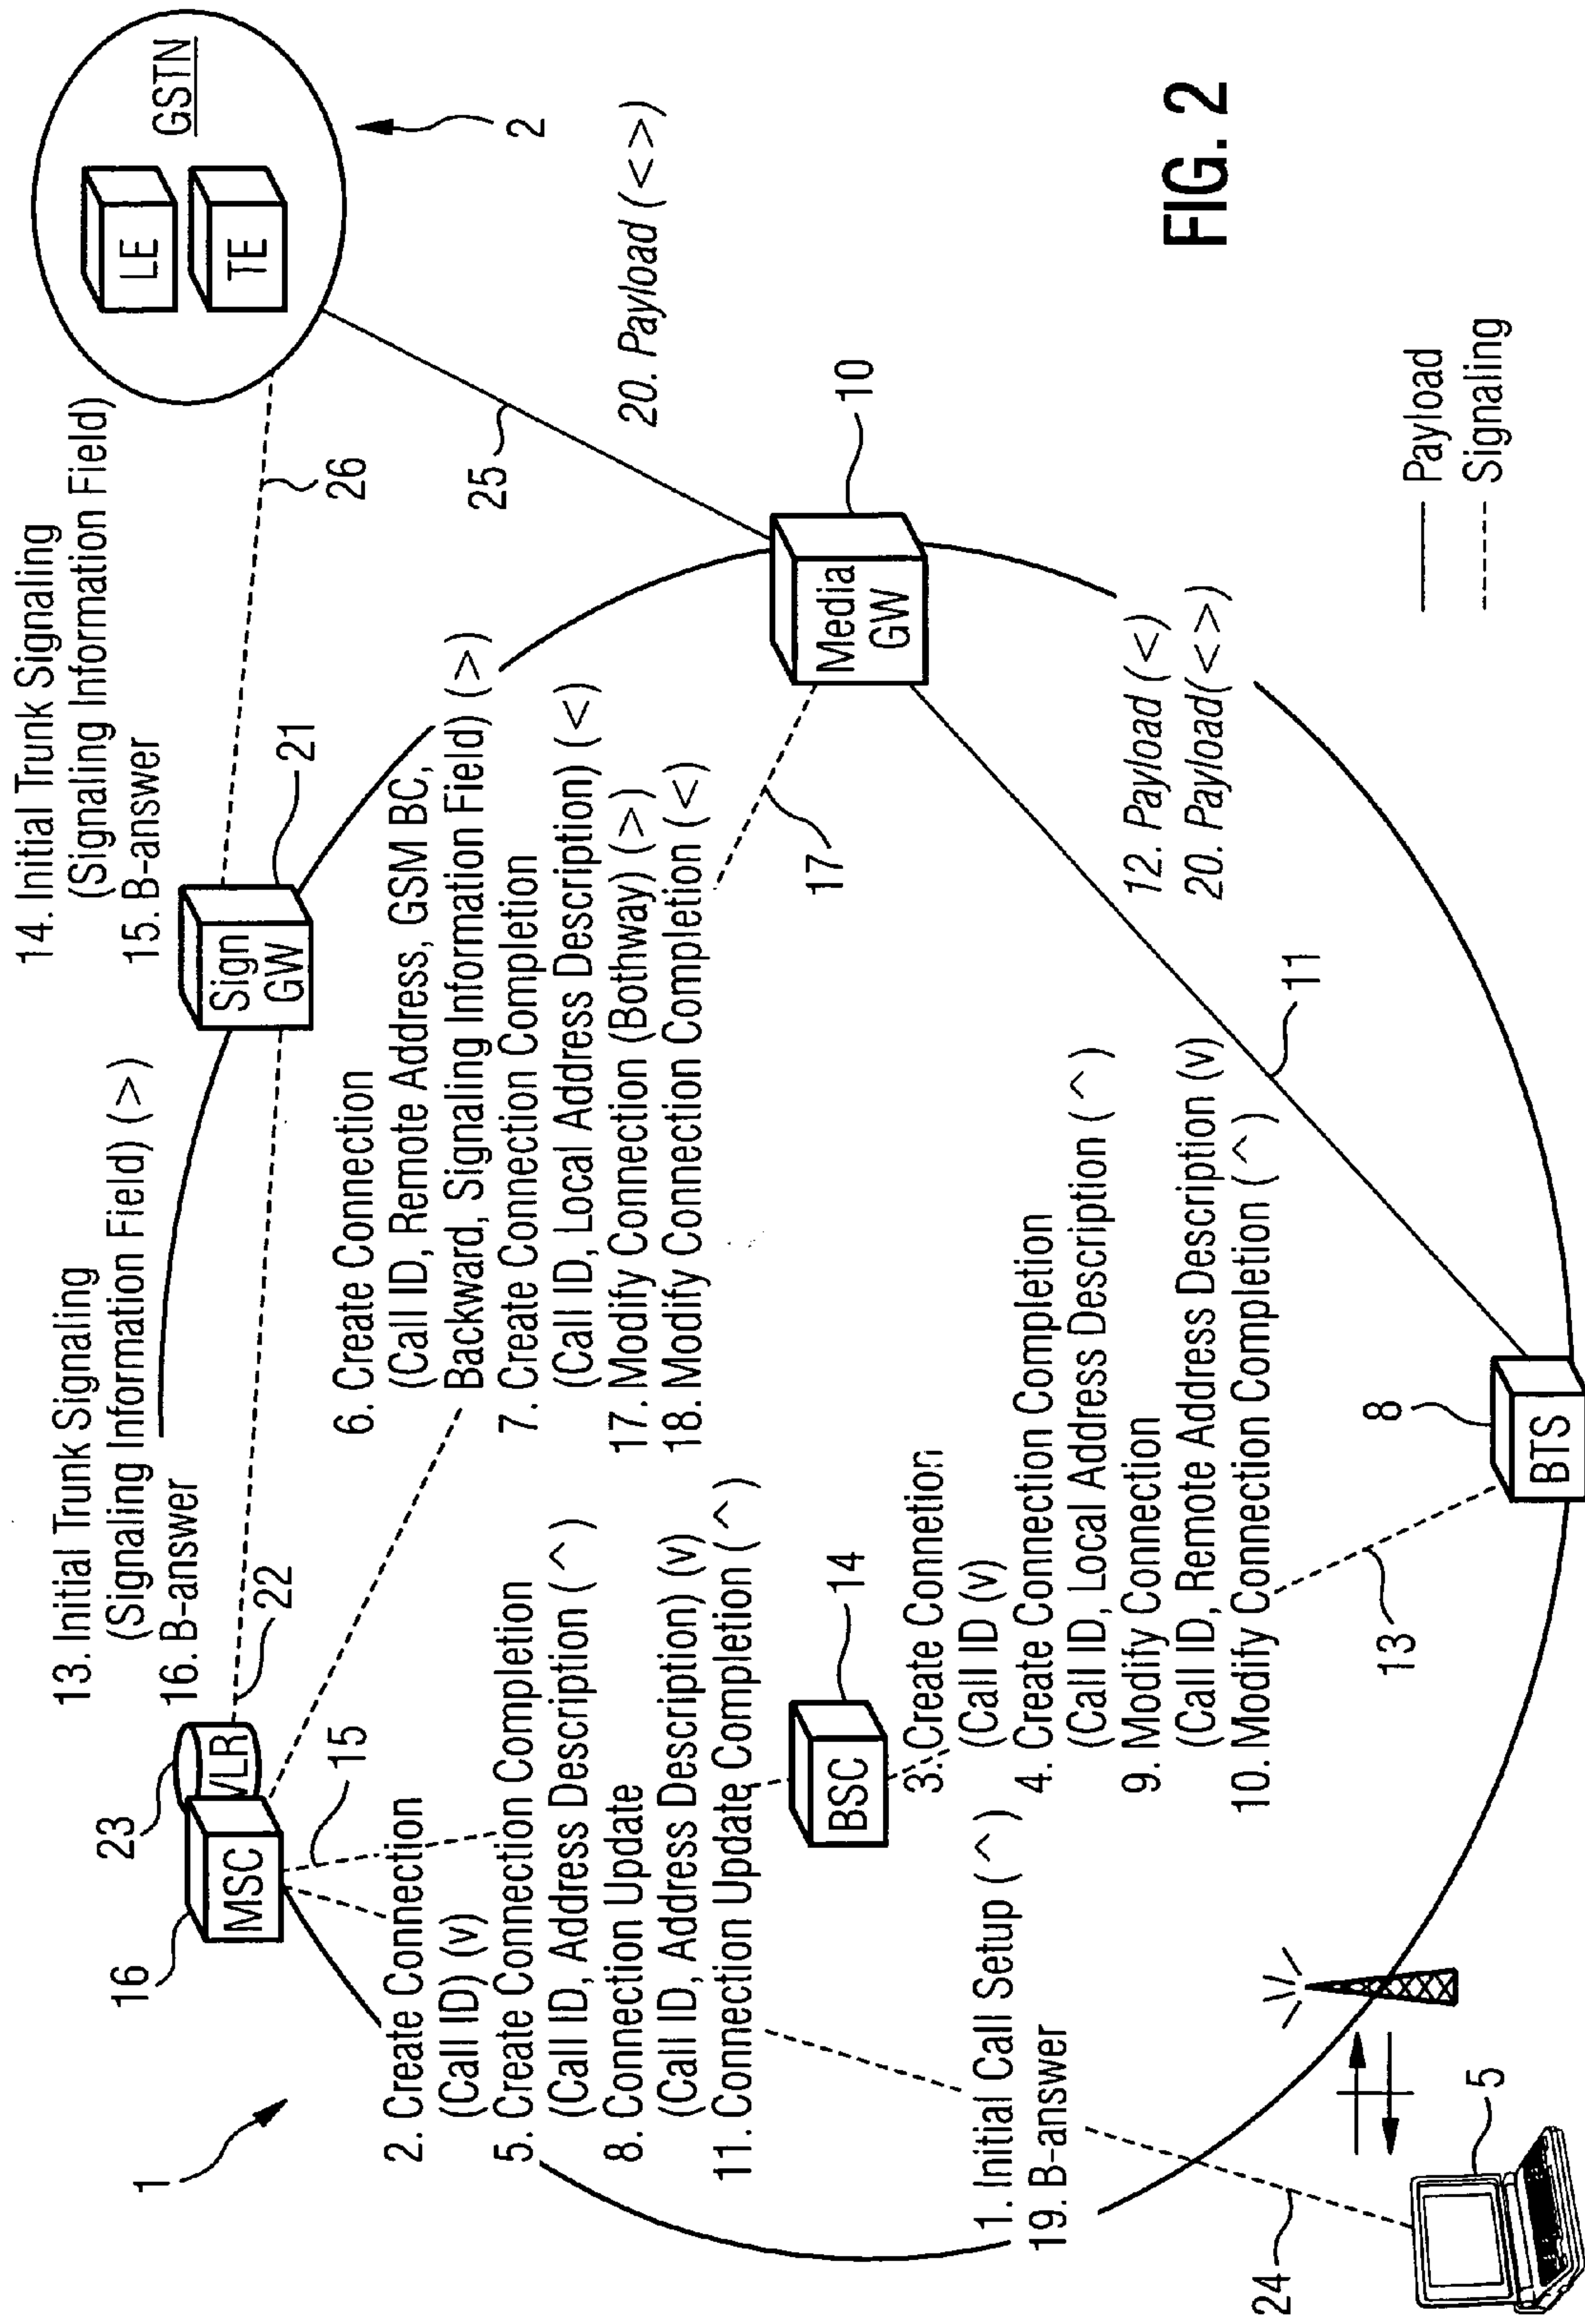 14. Initial Trunk Signaling
(Signaling Information Field)
15. B-answer
13. Initial Trunk Signaling
(Signaling Information Field) (>)
16. B-answer
GSTN
LE
TE
2
26
21
Sign
GW
22
23
VLR
MSC
16
1
15
25
20. Payload (< >)
6. Create Connection
(Call ID, Remote Address, GSM BC,
Backward, Signaling Information Field) (>)
7. Create Connection Completion
(Call ID, Local Address Description) (<)
17. Modify Connection (Bothway) (>)
18. Modify Connection Completion (<)
2. Create Connection
(Call ID) (v)
5. Create Connection Completion
(Call ID, Address Description) (^)
8. Connection Update
(Call ID, Address Description) (v)
11. Connection Update Completion (^)
10
Media
GW
17
14
BSC
3. Create Connetion
(Call ID (v)
4. Create Connection Completion
(Call ID, Local Address Description (^)
9. Modify Connection
(Call ID, Remote Address Description (v)
10. Modify Connection Completion (^)
12. Payload (<)
20. Payload(< >)
11
1. Initial Call Setup (^)
19. B-answer
13
8
BTS
24
5
Payload
Signaling
FIG. 2